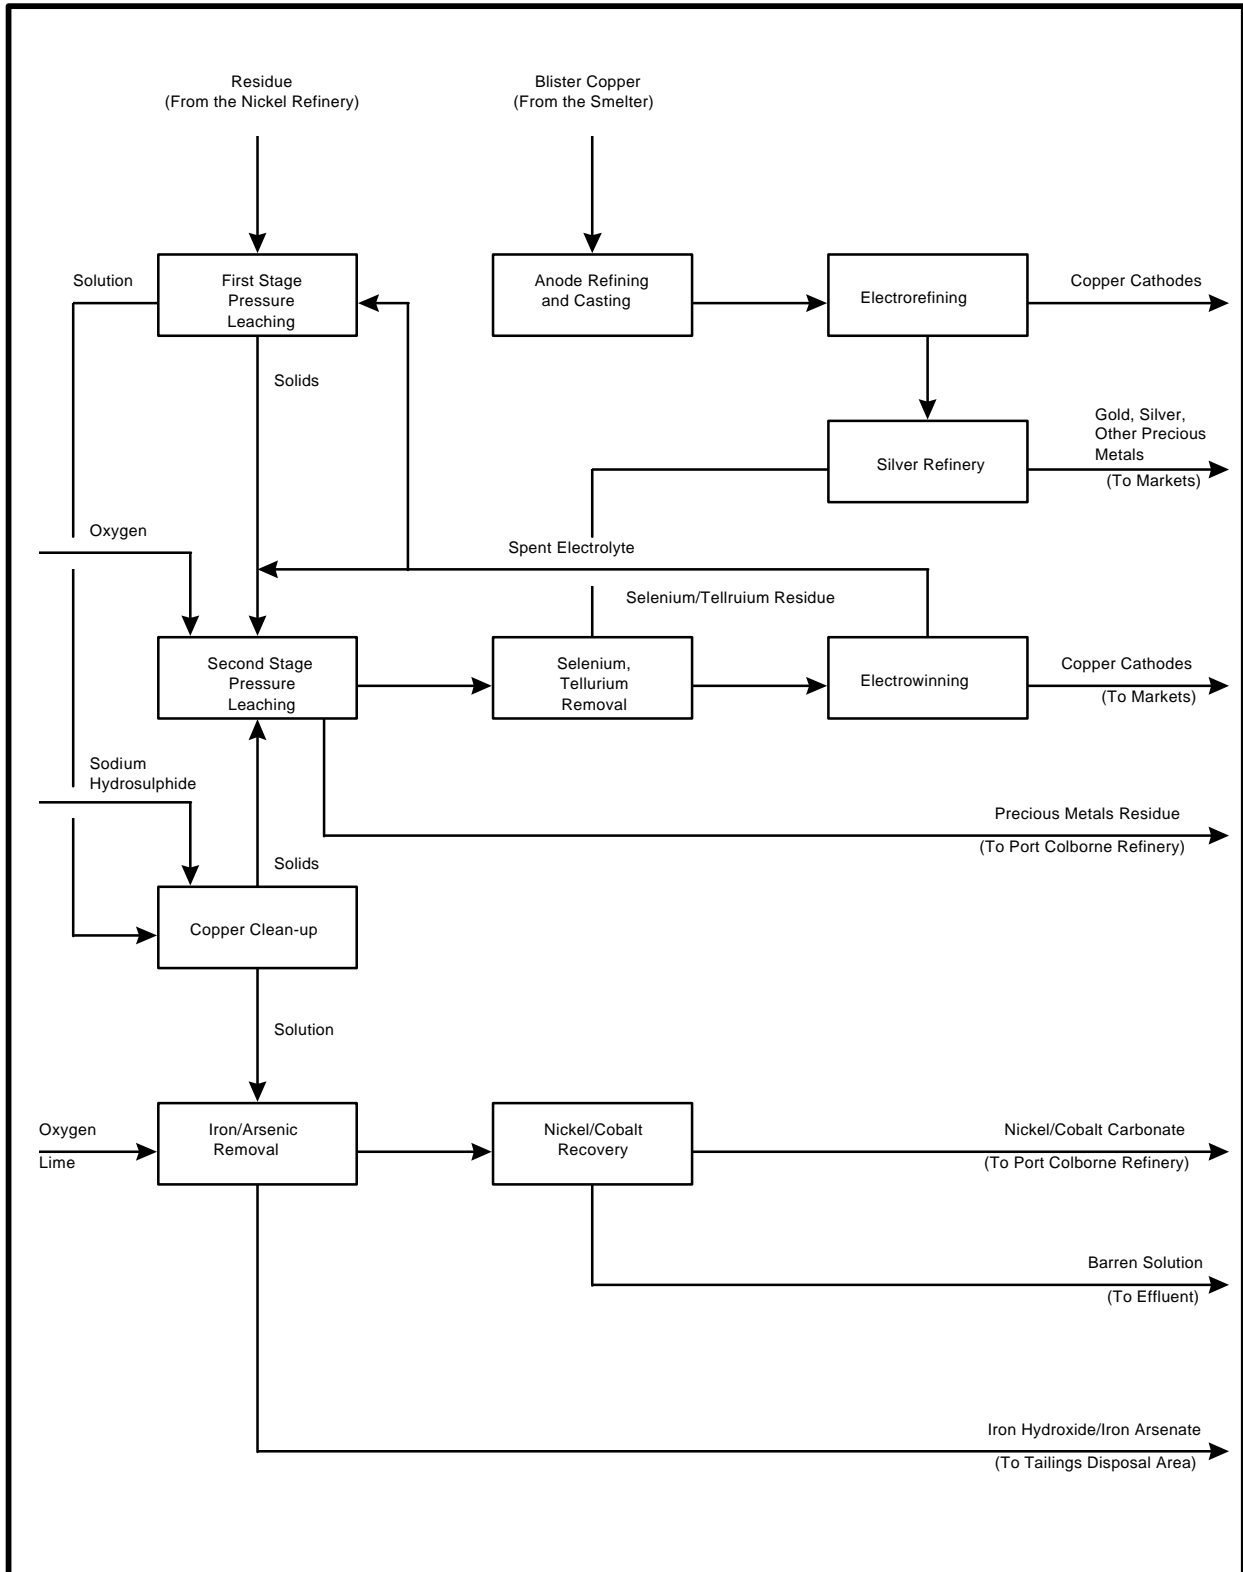 Residue
(From the Nickel Refinery)
Blister Copper
(From the Smelter)
Solution
First Stage
Pressure
Leaching
Anode Refining
and Casting
Electrorefining
Copper Cathodes
Solids
Gold, Silver,
Other Precious
Metals
(To Markets)
Silver Refinery
Oxygen
Spent Electrolyte
Selenium/Tellruium Residue
Second Stage
Pressure
Leaching
Selenium,
Tellurium
Removal
Electrowinning
Copper Cathodes
(To Markets)
Sodium
Hydrosulphide
Precious Metals Residue
(To Port Colborne Refinery)
Solids
Copper Clean-up
Solution
Oxygen
Lime
Iron/Arsenic
Removal
Nickel/Cobalt
Recovery
Nickel/Cobalt Carbonate
(To Port Colborne Refinery)
Barren Solution
(To Effluent)
Iron Hydroxide/Iron Arsenate
(To Tailings Disposal Area)